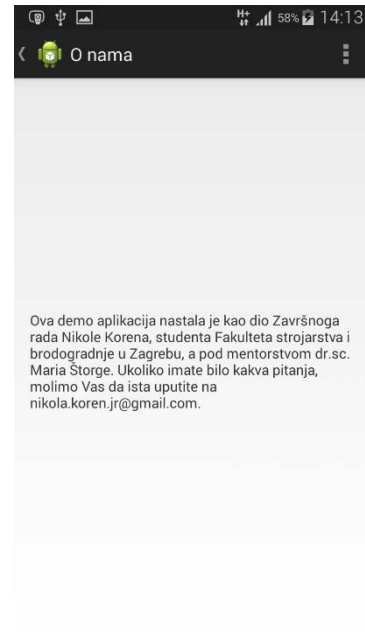 H+ 58% 14:13
O nama
Ova demo aplikacija nastala je kao dio Završnoga
rada Nikole Korena, studenta Fakulteta strojarstva i
brodogradnje u Zagrebu, a pod mentorstvom dr.sc.
Maria Štorge. Ukoliko imate bilo kakva pitanja,
molimo Vas da ista uputite na
nikola.koren.jr@gmail.com.